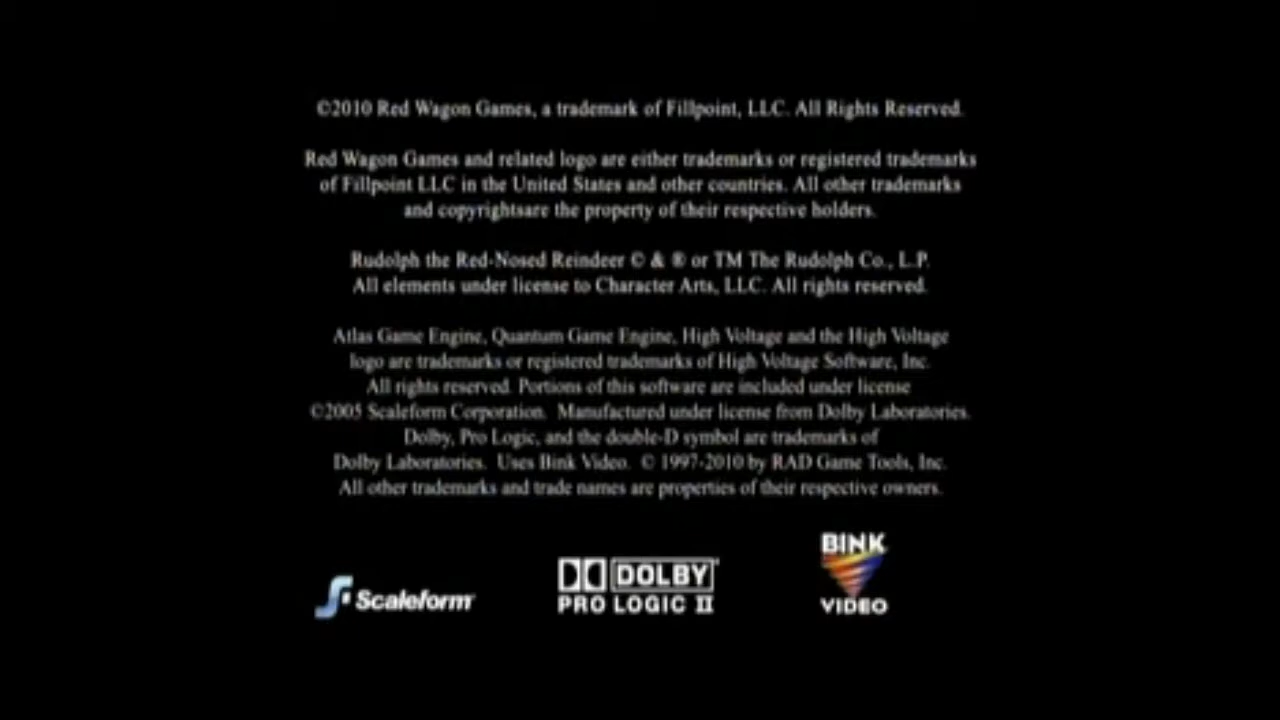 ©2010 Red Wagon Games, a trademark of Fillpoint, LLC. All Rights Reserved.
Red Wagon Games and related logo are either trademarks or registered trademarks
of Fillpoint LLC in the United States and other countries. All other trademarks
and copyrightsare the property of their respective holders.
Rudolph the Red-Nosed Reindeer © & ® or TM The Rudolph Co., L.P.
All elements under license to Character Arts, LLC. All rights reserved.
Atlas Game Engine, Quantum Game Engine, High Voltage and the High Voltage
logo are trademarks or registered trademarks of High Voltage Software, Inc.
All rights reserved. Portions of this software are included under license
©2005 Scaleform Corporation. Manufactured under license from Dolby Laboratories.
Dolby, Pro Logic, and the double-D symbol are trademarks of
Dolby Laboratories. Uses Bink Video. © 1997-2010 by RAD Game Tools, Inc.
All other trademarks and trade names are properties of their respective owners.
Scaleform
DOLBY
PRO LOGIC II
BINK
VIDEO